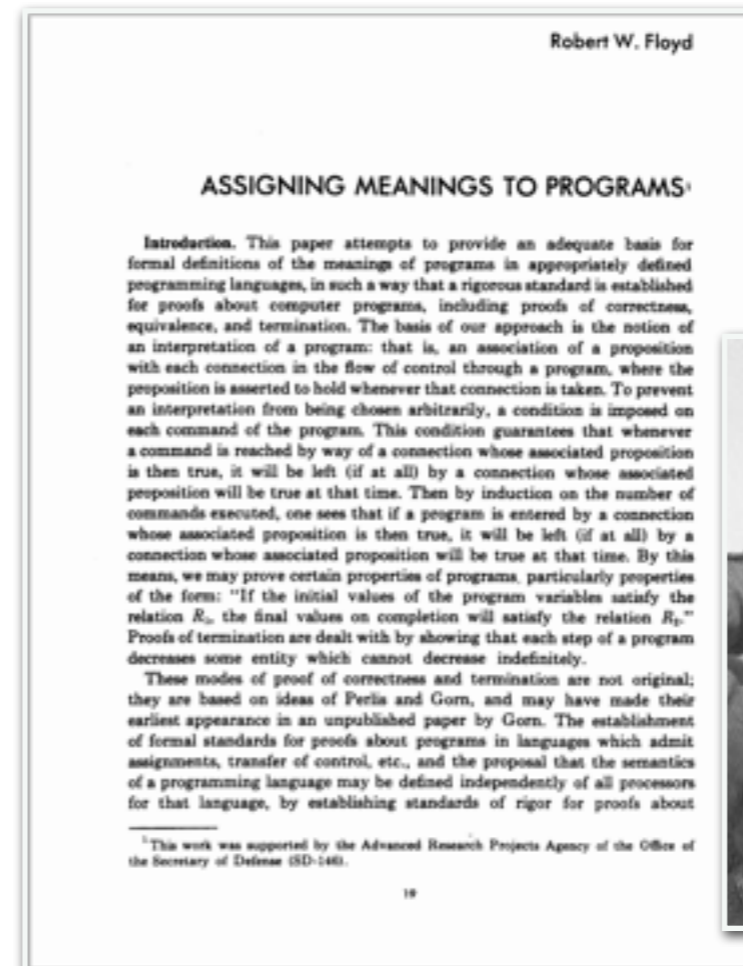 Robert W. Floyd
ASSIGNING MEANINGS TO PROGRAMS¹
Introduction. This paper attempts to provide an adequate basis for
formal definitions of the meanings of programs in appropriately defined
programming languages, in such a way that a rigorous standard is established
for proofs about computer programs, including proofs of correctness,
equivalence, and termination. The basis of our approach is the notion of
an interpretation of a program: that is, an association of a proposition
with each connection in the flow of control through a program, where the
proposition is asserted to hold whenever that connection is taken. To prevent
an interpretation from being chosen arbitrarily, a condition is imposed on
each command of the program. This condition guarantees that whenever
a command is reached by way of a connection whose associated proposition
is then true, it will be left (if at all) by a connection whose associated
proposition will be true at that time. Then by induction on the number of
commands executed, one sees that if a program is entered by a connection
whose associated proposition is then true, it will be left (if at all) by a
connection whose associated proposition will be true at that time. By this
means, we may prove certain properties of programs, particularly properties
of the form: "If the initial values of the program variables satisfy the
relation R₁, the final values on completion will satisfy the relation R₂."
Proofs of termination are dealt with by showing that each step of a program
decreases some entity which cannot decrease indefinitely.
These modes of proof of correctness and termination are not original;
they are based on ideas of Perlis and Gorn, and may have made their
earliest appearance in an unpublished paper by Gorn. The establishment
of formal standards for proofs about programs in languages which admit
assignments, transfer of control, etc., and the proposal that the semantics
of a programming language may be defined independently of all processors
for that language, by establishing standards of rigor for proofs about
¹This work was supported by the Advanced Research Projects Agency of the Office of
the Secretary of Defense (SD-146).
19